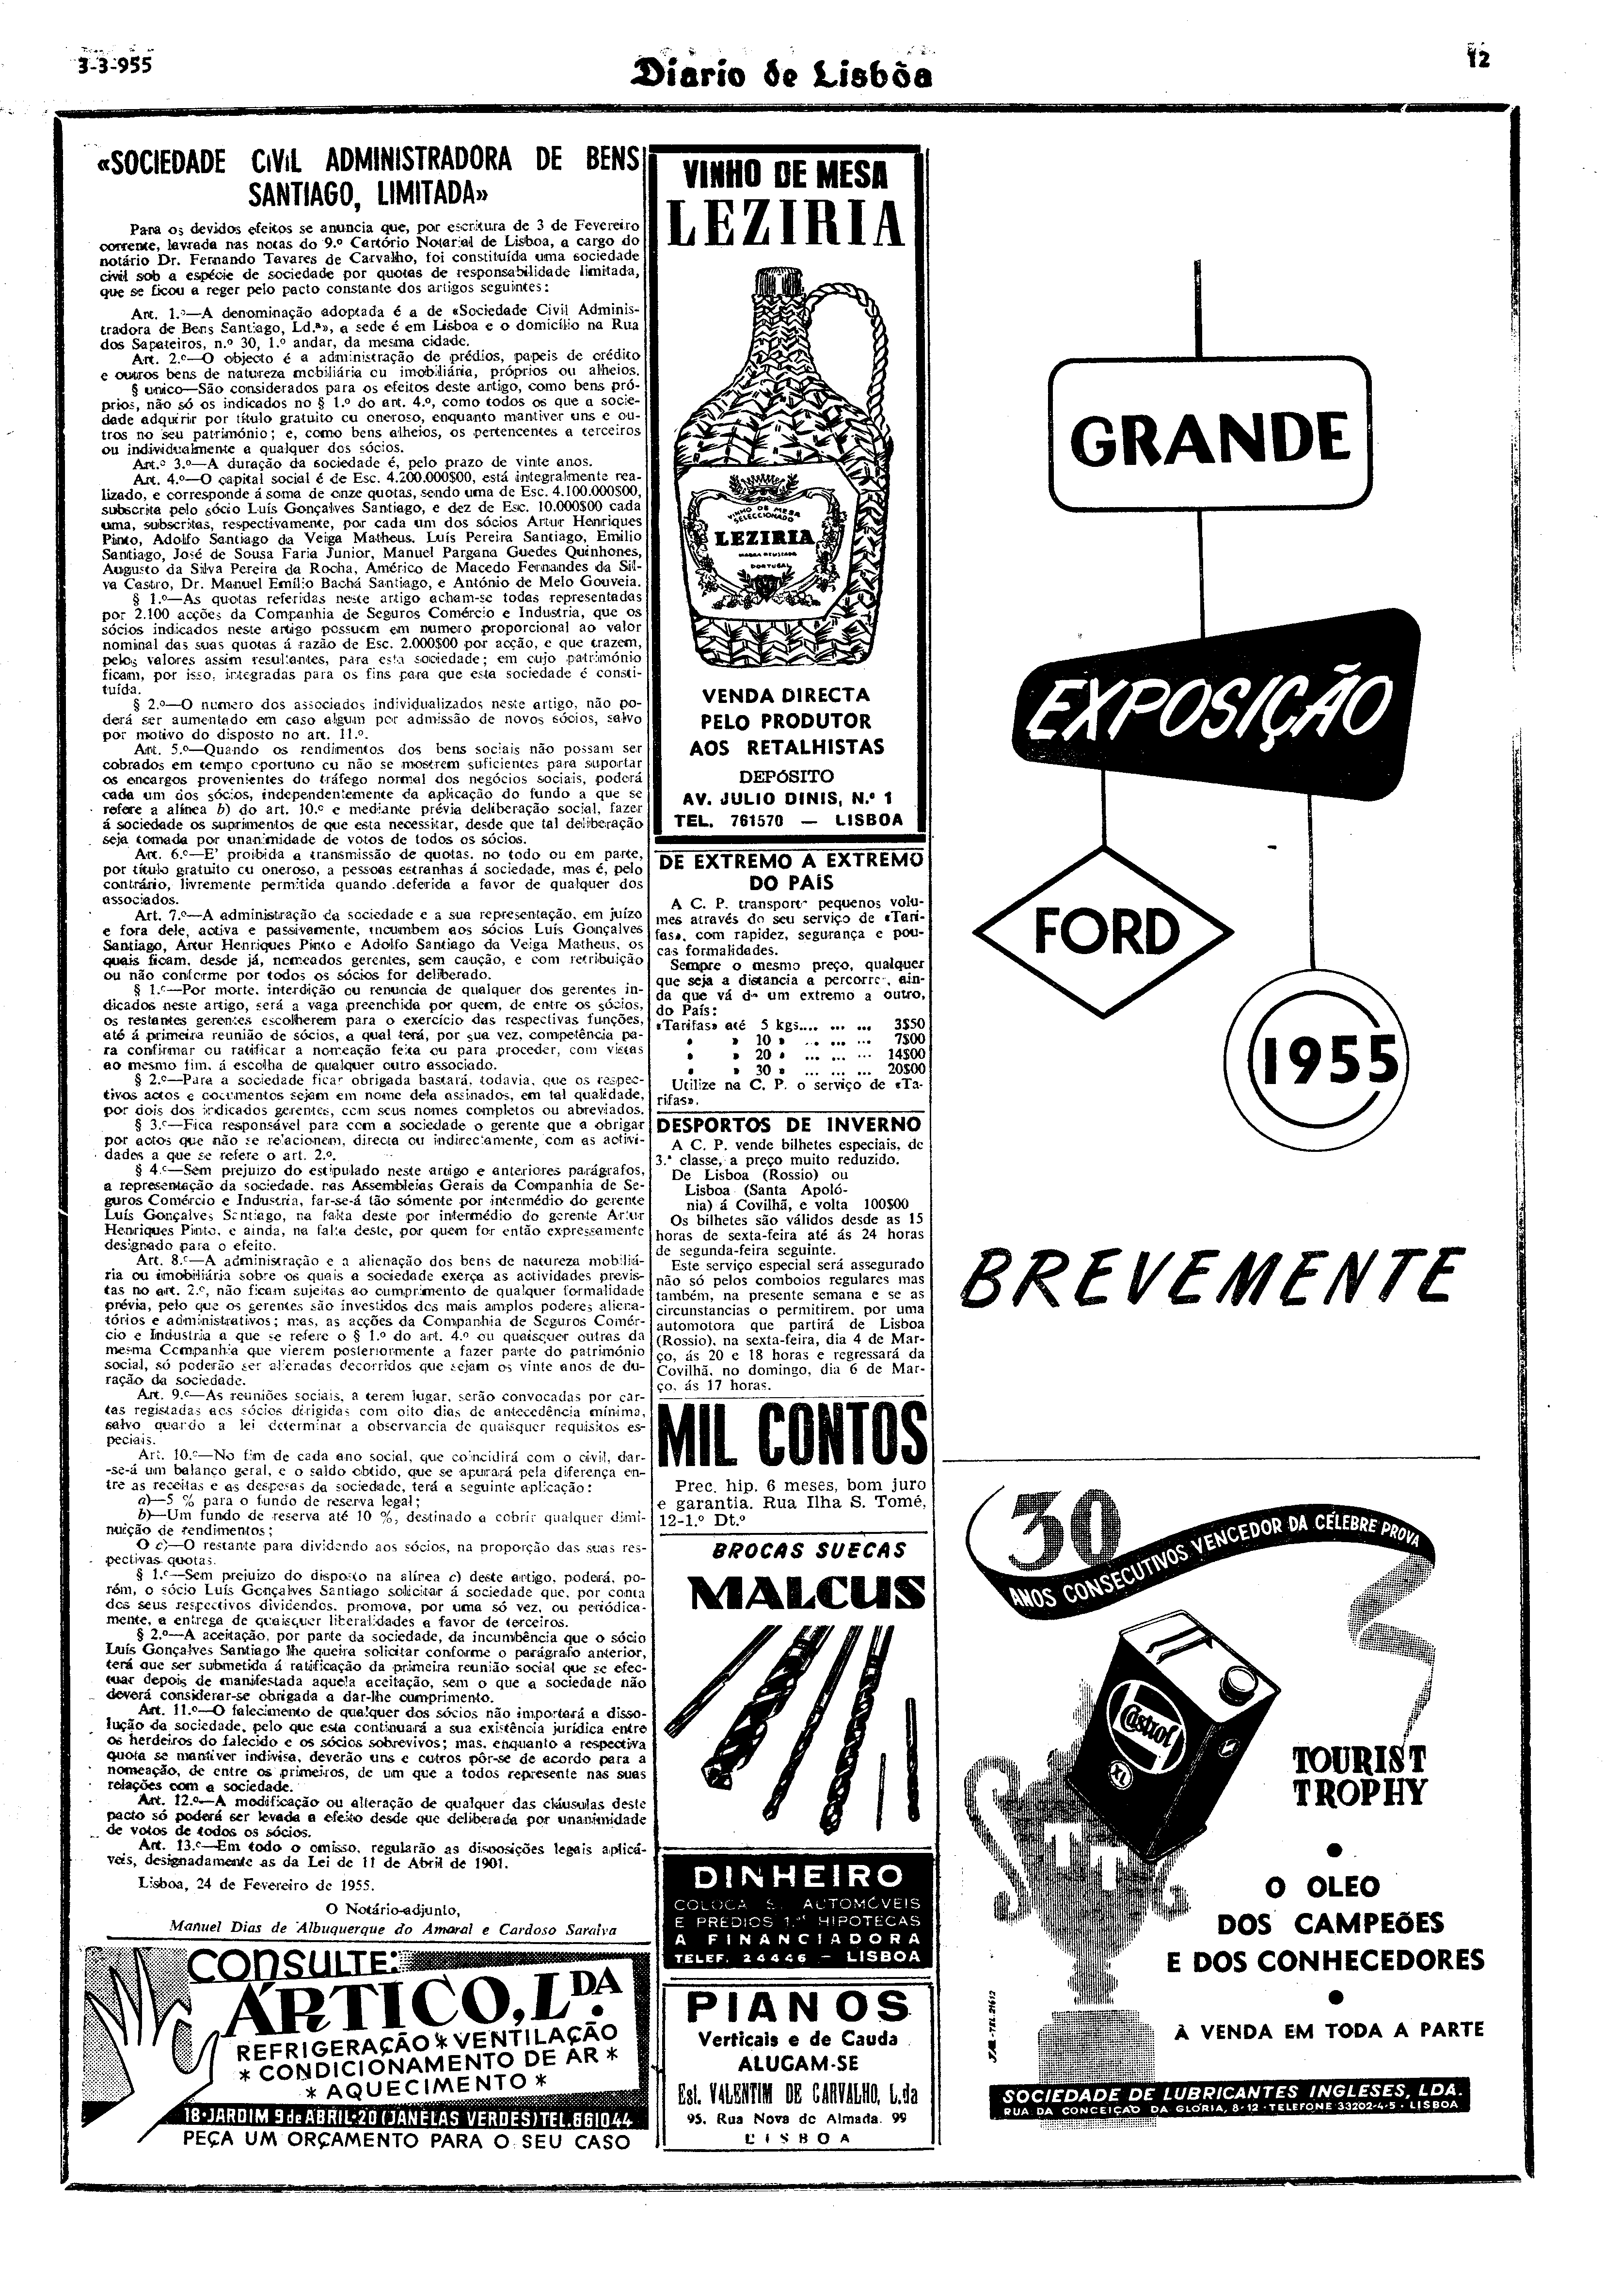 3-3-955
Diario de Lisbôa
12
«SOCIEDADE CIVIL ADMINISTRADORA DE BENS
SANTIAGO, LIMITADA»
Para os devidos efeitos se anuncia que, por escritura de 3 de Fevereiro
corrente, lavrada nas notas do 9.º Cartório Notarial de Lisboa, a cargo do
notário Dr. Fernando Tavares de Carvalho, foi constituída uma sociedade
civil sob a espécie de sociedade por quotas de responsabilidade limitada,
que se ficou a reger pelo pacto constante dos artigos seguintes:
Art. 1.º—A denominação adoptada é a de «Sociedade Civil Adminis-
tradora de Bens Santiago, Ld.ª», a sede é em Lisboa e o domicílio na Rua
dos Sapateiros, n.º 30, 1.º andar, da mesma cidade.
Art. 2.º—O objecto é a administração de prédios, papeis de crédito
e outros bens de natureza mobiliária ou imobiliária, próprios ou alheios.
§ unico—São considerados para os efeitos deste artigo, como bens pró-
prios, não só os indicados no § 1.º do art. 4.º, como todos os que a socie-
dade adquirir por título gratuito ou oneroso, enquanto mantiver uns e ou-
tros no seu património; e, como bens alheios, os pertencentes a terceiros
ou individualmente a qualquer dos sócios.
Art.º 3.º—A duração da sociedade é, pelo prazo de vinte anos.
Art. 4.º—O capital social é de Esc. 4.200.000$00, está integralmente rea-
lizado, e corresponde á soma de onze quotas, sendo uma de Esc. 4.100.000$00,
subscrita pelo sócio Luís Gonçalves Santiago, e dez de Esc. 10.000$00 cada
uma, subscritas, respectivamente, por cada um dos sócios Artur Henriques
Pinto, Adolfo Santiago da Veiga Matheus, Luís Pereira Santiago, Emilio
Santiago, José de Sousa Faria Junior, Manuel Pargana Guedes Quinhones,
Augusto da Silva Pereira da Rocha, Américo de Macedo Fernandes da Sil-
va Castro, Dr. Manuel Emílio Bachá Santiago, e António de Melo Gouveia.
§ 1.º—As quotas referidas neste artigo acham-se todas representadas
por 2.100 acções da Companhia de Seguros Comércio e Industria, que os
sócios indicados neste artigo possuem em numero proporcional ao valor
nominal das suas quotas á razão de Esc. 2.000$00 por acção, e que trazem,
pelos valores assim resultantes, para esta sociedade; em cujo património
ficam, por isso, integradas para os fins para que esta sociedade é consti-
tuída.
§ 2.º—O numero dos associados individualizados neste artigo, não po-
derá ser aumentado em caso algum por admissão de novos sócios, salvo
por motivo do disposto no art. 11.º.
Art. 5.º—Quando os rendimentos dos bens sociais não possam ser
cobrados em tempo oportuno ou não se mostrem suficientes para suportar
os encargos provenientes do tráfego normal dos negócios sociais, poderá
cada um dos sócios, independentemente da aplicação do fundo a que se
refere a alínea b) do art. 10.º e mediante prévia deliberação social, fazer
á sociedade os suprimentos de que esta necessitar, desde que tal deliberação
seja tomada por unanimidade de votos de todos os sócios.
Art. 6.º—E' proibida a transmissão de quotas, no todo ou em parte,
por título gratuito ou oneroso, a pessoas estranhas á sociedade, mas é, pelo
contrário, livremente permitida quando deferida a favor de qualquer dos
associados.
Art. 7.º—A administração da sociedade e a sua representação, em juízo
e fora dele, activa e passivamente, incumbem aos sócios Luís Gonçalves
Santiago, Artur Henriques Pinto e Adolfo Santiago da Veiga Matheus, os
quais ficam, desde já, nomeados gerentes, sem caução, e com retribuição
ou não conforme por todos os sócios for deliberado.
§ 1.º—Por morte, interdição ou renuncia de qualquer dos gerentes in-
dicados neste artigo, será a vaga preenchida por quem, de entre os sócios,
os restantes gerentes escolherem para o exercício das respectivas funções,
até á primeira reunião de sócios, a qual terá, por sua vez, competência pa-
ra confirmar ou ratificar a nomeação feita ou para proceder, com vistas
ao mesmo fim, á escolha de qualquer outro associado.
§ 2.º—Para a sociedade ficar obrigada bastará, todavia, que os respec-
tivos actos e documentos sejam em nome dela assinados, em tal qualidade,
por dois dos indicados gerentes, com seus nomes completos ou abreviados.
§ 3.º—Fica responsável para com a sociedade o gerente que a obrigar
por actos que não se relacionem, directa ou indirectamente, com as activi-
dades a que se refere o art. 2.º.
§ 4.º—Sem prejuizo do estipulado neste artigo e anteriores parágrafos,
a representação da sociedade, nas Assembleias Gerais da Companhia de Se-
guros Comércio e Industria, far-se-á tão sómente por intermédio do gerente
Luís Gonçalves Santiago, na falta deste por intermédio do gerente Artur
Henriques Pinto, e ainda, na falta deste, por quem for então expressamente
designado para o efeito.
Art. 8.º—A administração e a alienação dos bens de natureza mobiliá-
ria ou imobiliária sobre os quais a sociedade exerça as actividades previs-
tas no art. 2.º, não ficam sujeitas ao cumprimento de qualquer formalidade
prévia, pelo que os gerentes são investidos dos mais amplos poderes aliena-
tórios e administrativos; mas, as acções da Companhia de Seguros Comér-
cio e Industria a que se refere o § 1.º do art. 4.º ou quaisquer outras da
mesma Companhia que vierem posteriormente a fazer parte do património
social, só poderão ser alienadas decorridos que sejam os vinte anos de du-
ração da sociedade.
Art. 9.º—As reuniões sociais, a terem lugar, serão convocadas por car-
tas registadas aos sócios dirigidas com oito dias de antecedência mínima,
salvo quando a lei determinar a observancia de quaisquer requisitos es-
peciais.
Art. 10.º—No fim de cada ano social, que coincidirá com o civil, dar-
-se-á um balanço geral, e o saldo obtido, que se apurará pela diferença en-
tre as receitas e as despesas da sociedade, terá a seguinte aplicação:
a)—5 % para o fundo de reserva legal;
b)—Um fundo de reserva até 10 %, destinado a cobrir qualquer dimi-
nuição de rendimentos;
O c)—O restante para dividendo aos sócios, na proporção das suas res-
pectivas quotas.
§ 1.º—Sem prejuizo do disposto na alínea c) deste artigo, poderá, po-
rém, o sócio Luís Gonçalves Santiago solicitar á sociedade que, por conta
dos seus respectivos dividendos, promova, por uma só vez, ou periódica-
mente, a entrega de quaisquer liberalidades a favor de terceiros.
§ 2.º—A aceitação, por parte da sociedade, da incumbência que o sócio
Luís Gonçalves Santiago lhe queira solicitar conforme o parágrafo anterior,
terá que ser submetida á ratificação da primeira reunião social que se efec-
tuar depois de manifestada aquela aceitação, sem o que a sociedade não
deverá considerar-se obrigada a dar-lhe cumprimento.
Art. 11.º—O falecimento de qualquer dos sócios não importará a disso-
lução da sociedade, pelo que esta continuará a sua existência jurídica entre
os herdeiros do falecido e os sócios sobrevivos; mas, enquanto a respectiva
quota se mantiver indivisa, deverão uns e outros pôr-se de acordo para a
nomeação, de entre os primeiros, de um que a todos represente nas suas
relações com a sociedade.
Art. 12.º—A modificação ou alteração de qualquer das cláusulas deste
pacto só poderá ser levada a efeito desde que deliberada por unanimidade
de votos de todos os sócios.
Art. 13.º—Em todo o omisso, regularão as disposições legais aplicá-
veis, designadamente as da Lei de 11 de Abril de 1901.
Lisboa, 24 de Fevereiro de 1955.
O Notário-adjunto,
Manuel Dias de Albuquerque do Amaral e Cardoso Saraiva
CONSULTE:
ÁRTICO, LDA.
REFRIGERAÇÃO * VENTILAÇÃO
* CONDICIONAMENTO DE AR *
* AQUECIMENTO *
18-JARDIM 9 de ABRIL-20 (JANELAS VERDES) TEL.661044
PEÇA UM ORÇAMENTO PARA O SEU CASO
VINHO DE MESA
LEZIRIA
VINHO DE MESA
SELECCIONADO
LEZIRIA
MARCA REGISTADA
PORTUGAL
VENDA DIRECTA
PELO PRODUTOR
AOS RETALHISTAS
DEPÓSITO
AV. JULIO DINIS, N.º 1
TEL. 761570 — LISBOA
DE EXTREMO A EXTREMO
DO PAÍS
A C. P. transporta pequenos volu-
mes através do seu serviço de «Tari-
fas», com rapidez, segurança e pou-
cas formalidades.
Sempre o mesmo preço, qualquer
que seja a distancia a percorrer, ain-
da que vá de um extremo a outro,
do País:
«Tarifas» até 5 kgs.... ... ... 3$50
» » 10 » ... ... ... 7$00
» » 20 » ... ... ... 14$00
» » 30 » ... ... ... 20$00
Utilize na C. P. o serviço de «Ta-
rifas».
DESPORTOS DE INVERNO
A C. P. vende bilhetes especiais, de
3.ª classe, a preço muito reduzido.
De Lisboa (Rossio) ou
Lisboa (Santa Apoló-
nia) á Covilhã, e volta 100$00
Os bilhetes são válidos desde as 15
horas de sexta-feira até ás 24 horas
de segunda-feira seguinte.
Este serviço especial será assegurado
não só pelos comboios regulares mas
também, na presente semana e se as
circunstancias o permitirem, por uma
automotora que partirá de Lisboa
(Rossio), na sexta-feira, dia 4 de Mar-
ço, ás 20 e 18 horas e regressará da
Covilhã, no domingo, dia 6 de Mar-
ço, ás 17 horas.
MIL CONTOS
Prec. hip. 6 meses, bom juro
e garantia. Rua Ilha S. Tomé,
12-1.º Dt.º
BROCAS SUECAS
MALCUS
DINHEIRO
COLOCA S/ AUTOMÓVEIS
E PREDIOS 1.ªs HIPOTECAS
A FINANCIADORA
TELEF. 24446 — LISBOA
PIANOS
Verticais e de Cauda
ALUGAM-SE
Est. VALENTIM DE CARVALHO, L.da
95, Rua Nova do Almada, 99
LISBOA
GRANDE
EXPOSIÇÃO
FORD
1955
BREVEMENTE
30
ANOS CONSECUTIVOS VENCEDOR DA CÉLEBRE PROVA
Castrol
XL
TOURIST
TROPHY
TT
O OLEO
DOS CAMPEÕES
E DOS CONHECEDORES
À VENDA EM TODA A PARTE
SOCIEDADE DE LUBRICANTES INGLESES, LDA.
RUA DA CONCEIÇÃO DA GLÓRIA, 8-12 · TELEFONE 33202-4-5 · LISBOA